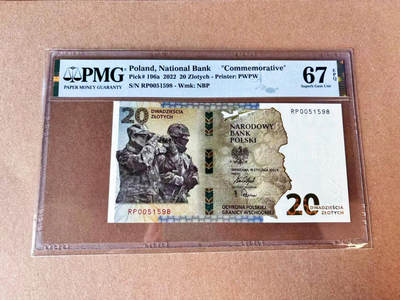 PMG
PAPER MONEY GUARANTY
Poland, National Bank "Commemorative"
Pick# 196a 2022 20 Zlotych - Printer: PWPW
S/N RP0051598 - Wmk: NBP
67 EPQ
Superb Gem Unc
20 DWADZIEŚCIA
ZŁOTYCH
RP0051598
NARODOWY
BANK
POLSKI
RP0051598
OCHRONA POLSKIEJ
GRANICY WSCHODNIEJ
20 DWADZIEŚCIA
ZŁOTYCH